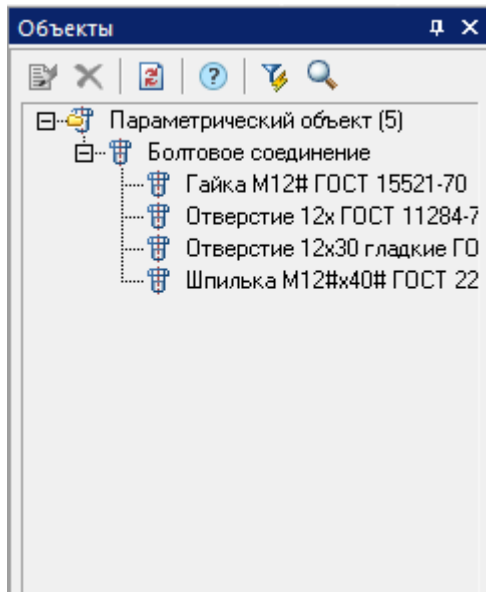 Объекты
Параметрический объект (5)
Болтовое соединение
Гайка М12# ГОСТ 15521-70
Отверстие 12х ГОСТ 11284-7
Отверстие 12х30 гладкие ГО
Шпилька М12#х40# ГОСТ 22